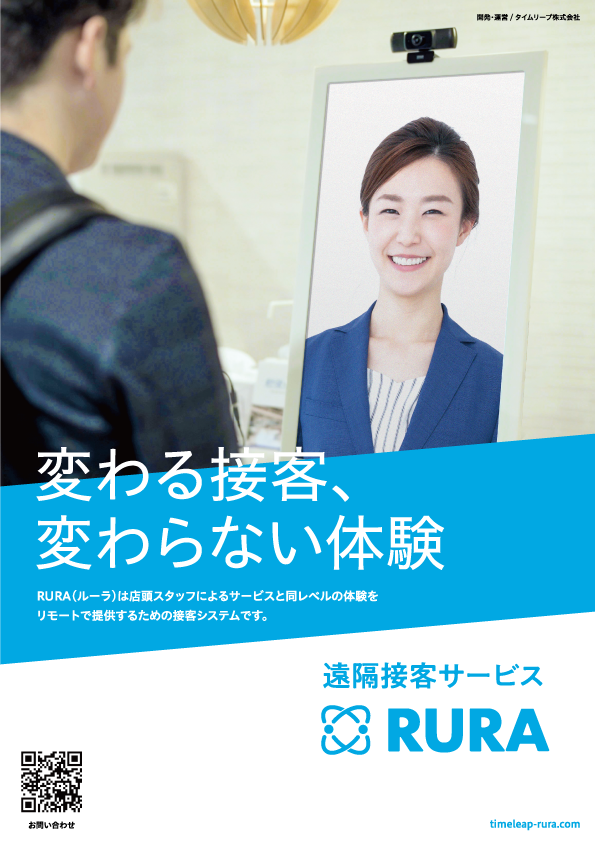 開発・運営 / タイムリープ株式会社
変わる接客、
変わらない体験
RURA(ルーラ)は店頭スタッフによるサービスと同レベルの体験を
リモートで提供するための接客システムです。
遠隔接客サービス
RURA
お問い合わせ
timeleap-rura.com